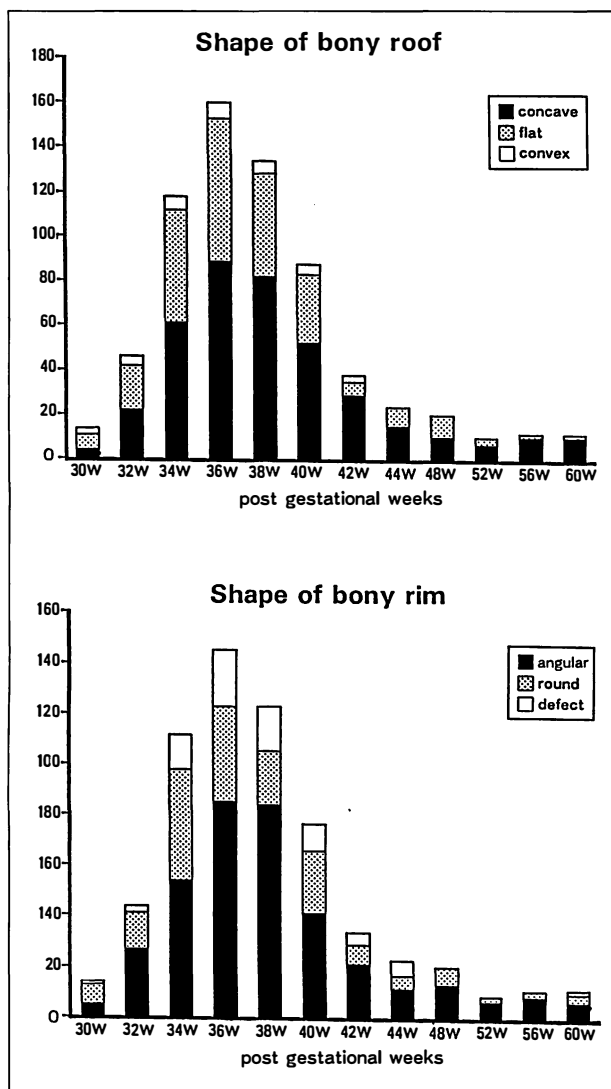 Shape of bony roof
180
160
180
120
100
80
60
40
20
0
concave
flat
convex
30W 32W 34W 36W 38W 40W 42W 44W 48W 52W 56W 60W
post gestational weeks
Shape of bony rim
160
140
120
100
180
160
140
20
0
angular
round
defect
30W 32W 34W 36W 38W 40W 42W 44W 48W 52W 56W 60W
post gestational weeks